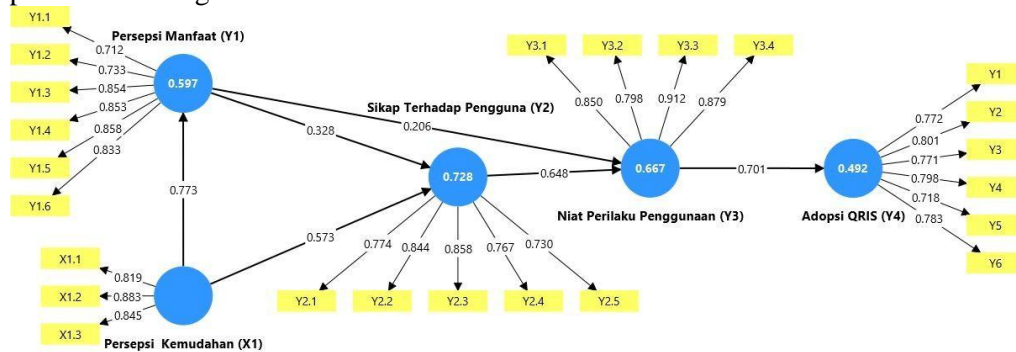 Y1.1
Y1.2
Y1.3
Y1.4
Y1.5
Y1.6
0.712
0.733
0.854
0.853
0.858
0.833
Persepsi Manfaat (Y1)
0.597
0.773
X1.1
X1.2
X1.3
0.819
0.883
0.845
Persepsi Kemudahan (X1)
0.328
0.206
0.573
Sikap Terhadap Pengguna (Y2)
0.728
0.774
0.844
0.858
0.767
0.730
Y2.1
Y2.2
Y2.3
Y2.4
Y2.5
0.648
Y3.1
Y3.2
Y3.3
Y3.4
0.850
0.798
0.912
0.879
0.667
Niat Perilaku Penggunaan (Y3)
0.701
0.492
Adopsi QRIS (Y4)
0.772
0.801
0.771
0.798
0.718
0.783
Y1
Y2
Y3
Y4
Y5
Y6